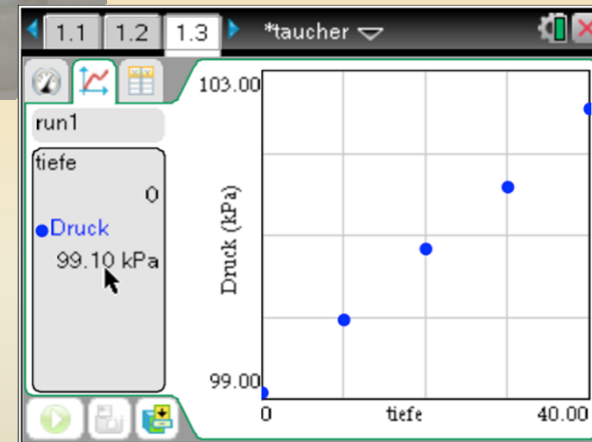 1.1 1.2 1.3 *taucher
run1
tiefe
0
Druck
99.10 kPa
103.00
Druck (kPa)
99.00
0 tiefe 40.00